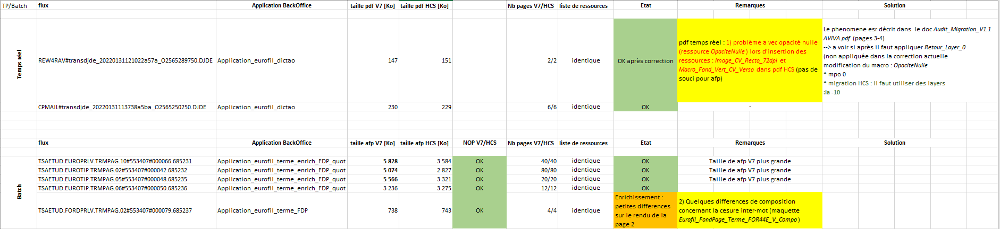 TP/Batch flux Application BackOffice taille pdf V7 [Ko] taille pdf HCS [Ko] Nb pages V7/HCS liste de ressources Etat Remarques Solution
Temps réel
REW4RAV#transdjde_20220131121022a57a_O2565289750.DJDE Application_eurofil_dictao 147 151 2/2 identique OK après correction
pdf temps réel : 1) problème a vec opacité nulle
(resspurce OpaciteNulle ) lors d'insertion des
ressources : Image_CV_Recto_72dpi et
Macro_Fond_Vert_CV_Verso dans pdf HCS (pas de
souci pour afp)
Le phenomene esr décrit dans le doc Audit_Migration_V1.1
AVIVA.pdf (pages 3-4)
--> a voir si après il faut appliquer Retour_Layer_0
(non appliquée dans la correction actuelle
modification du macro : OpaciteNulle
* mpo 0
* migration HCS : il faut utiliser des layers
:la -10
CPMAIL#transdjde_20220131113738a5ba_O2565250250.DJDE Application_eurofil_dictao 230 229 6/6 identique OK -
flux Application BackOffice taille afp V7 [Ko] taille afp HCS [Ko] NOP V7/HCS Nb pages V7/HCS liste de ressources Etat Remarques Solution
Batch
TSAETUD.EUROPRLV.TRMPAG.10#553407#000066.685231 Application_eurofil_terme_enrich_FDP_quot 5 828 3 584 OK 40/40 identique OK Taille de afp V7 plus grande
TSAETUD.EUROTIP.TRMPAG.02#553407#000042.685232 Application_eurofil_terme_enrich_FDP_quot 5 074 2 827 OK 80/80 identique OK Taille de afp V7 plus grande
TSAETUD.EUROTIP.TRMPAG.05#553407#000048.685235 Application_eurofil_terme_enrich_FDP_quot 5 566 3 321 OK 20/20 identique OK Taille de afp V7 plus grande
TSAETUD.EUROTIP.TRMPAG.06#553407#000050.685236 Application_eurofil_terme_enrich_FDP_quot 3 236 3 275 OK 12/12 identique OK
TSAETUD.FORDPRLV.TRMPAG.02#553407#000079.685237 Application_eurofil_terme_FDP 738 743 OK 4/4 identique
Enrichissement :
petites differences
sur le rendu de la
page 2
2) Quelques differences de composition
concernant la cesure inter-mot (maquette
Eurofil_FondPage_Terme_FOR44E_V_Compo )